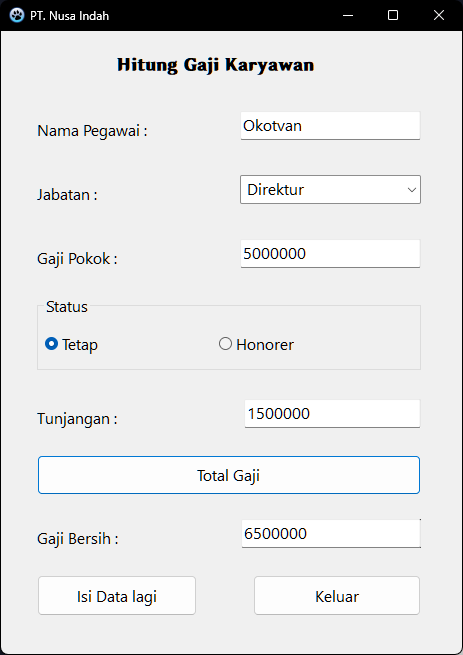 PT. Nusa Indah
Hitung Gaji Karyawan
Nama Pegawai : Okotvan
Jabatan : Direktur
Gaji Pokok : 5000000
Status
Tetap Honorer
Tunjangan : 1500000
Total Gaji
Gaji Bersih : 6500000
Isi Data lagi Keluar